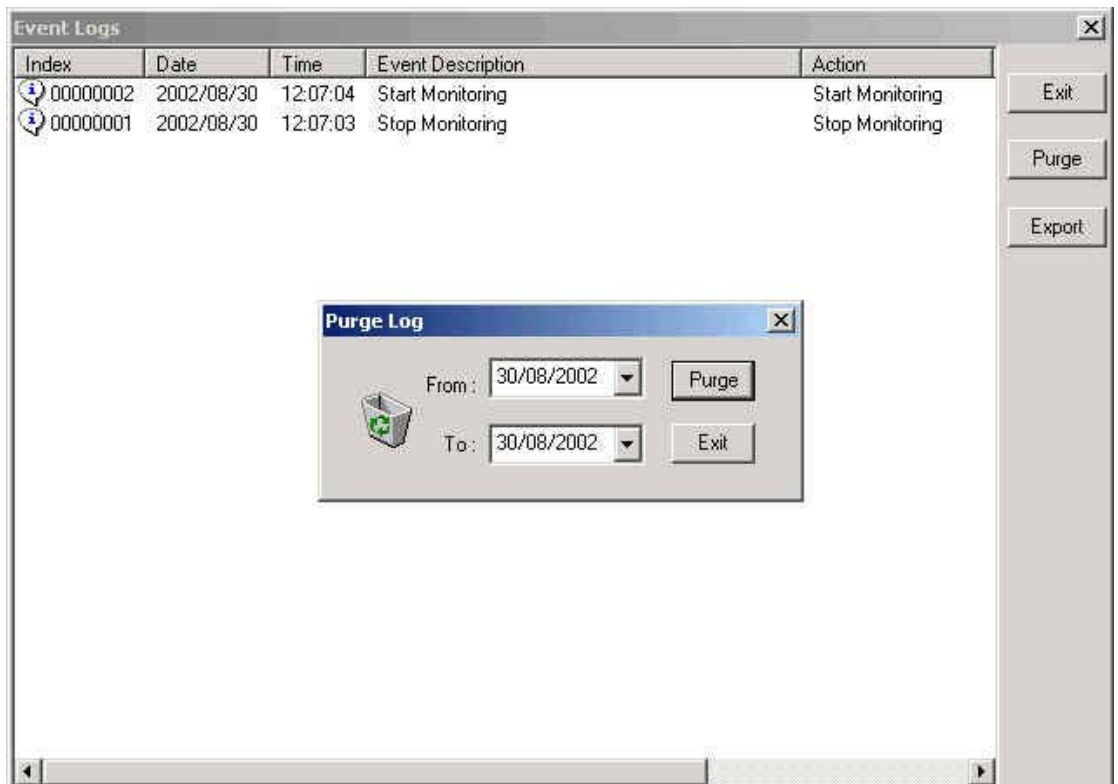 Event Logs
Index Date Time Event Description Action
00000002 2002/08/30 12:07:04 Start Monitoring Start Monitoring
00000001 2002/08/30 12:07:03 Stop Monitoring Stop Monitoring
Exit
Purge
Export
Purge Log
From : 30/08/2002 Purge
To : 30/08/2002 Exit